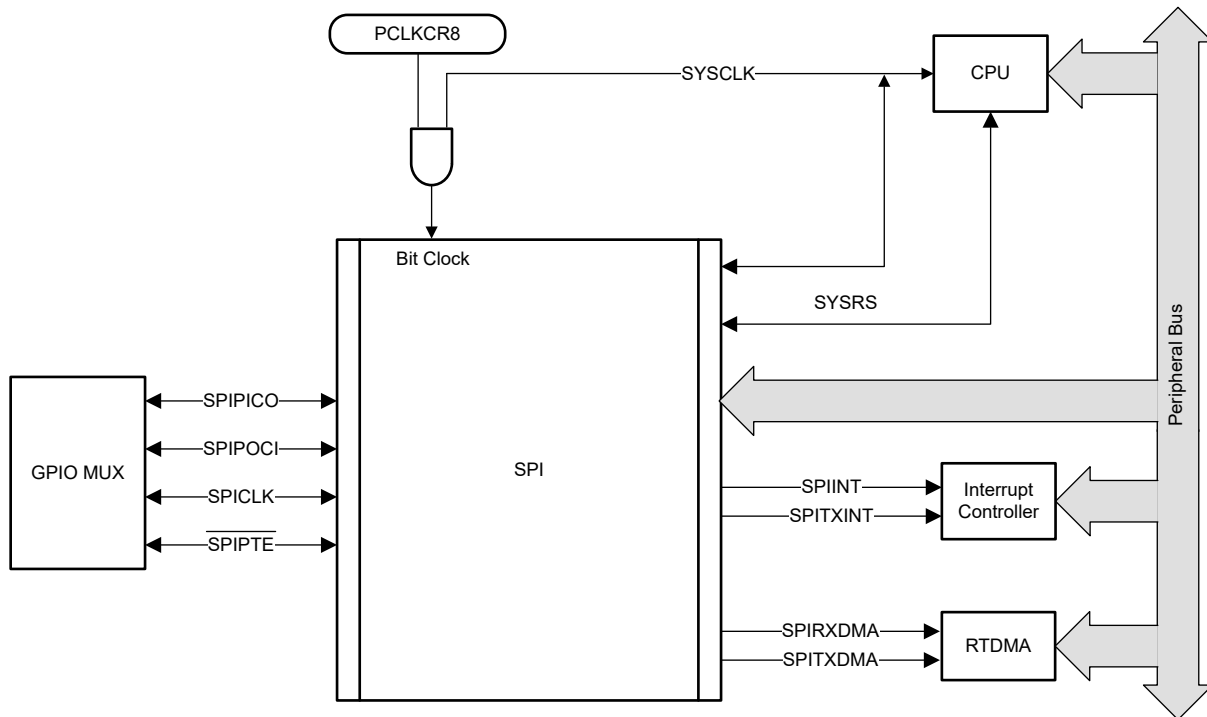 PCLKCR8
SYSCLK
CPU
Bit Clock
SYSRS
Peripheral Bus
GPIO MUX
SPIPICO
SPIPOCI
SPICLK
SPIPTE
SPI
SPIINT
SPITXINT
Interrupt
Controller
SPIRXDMA
SPITXDMA
RTDMA